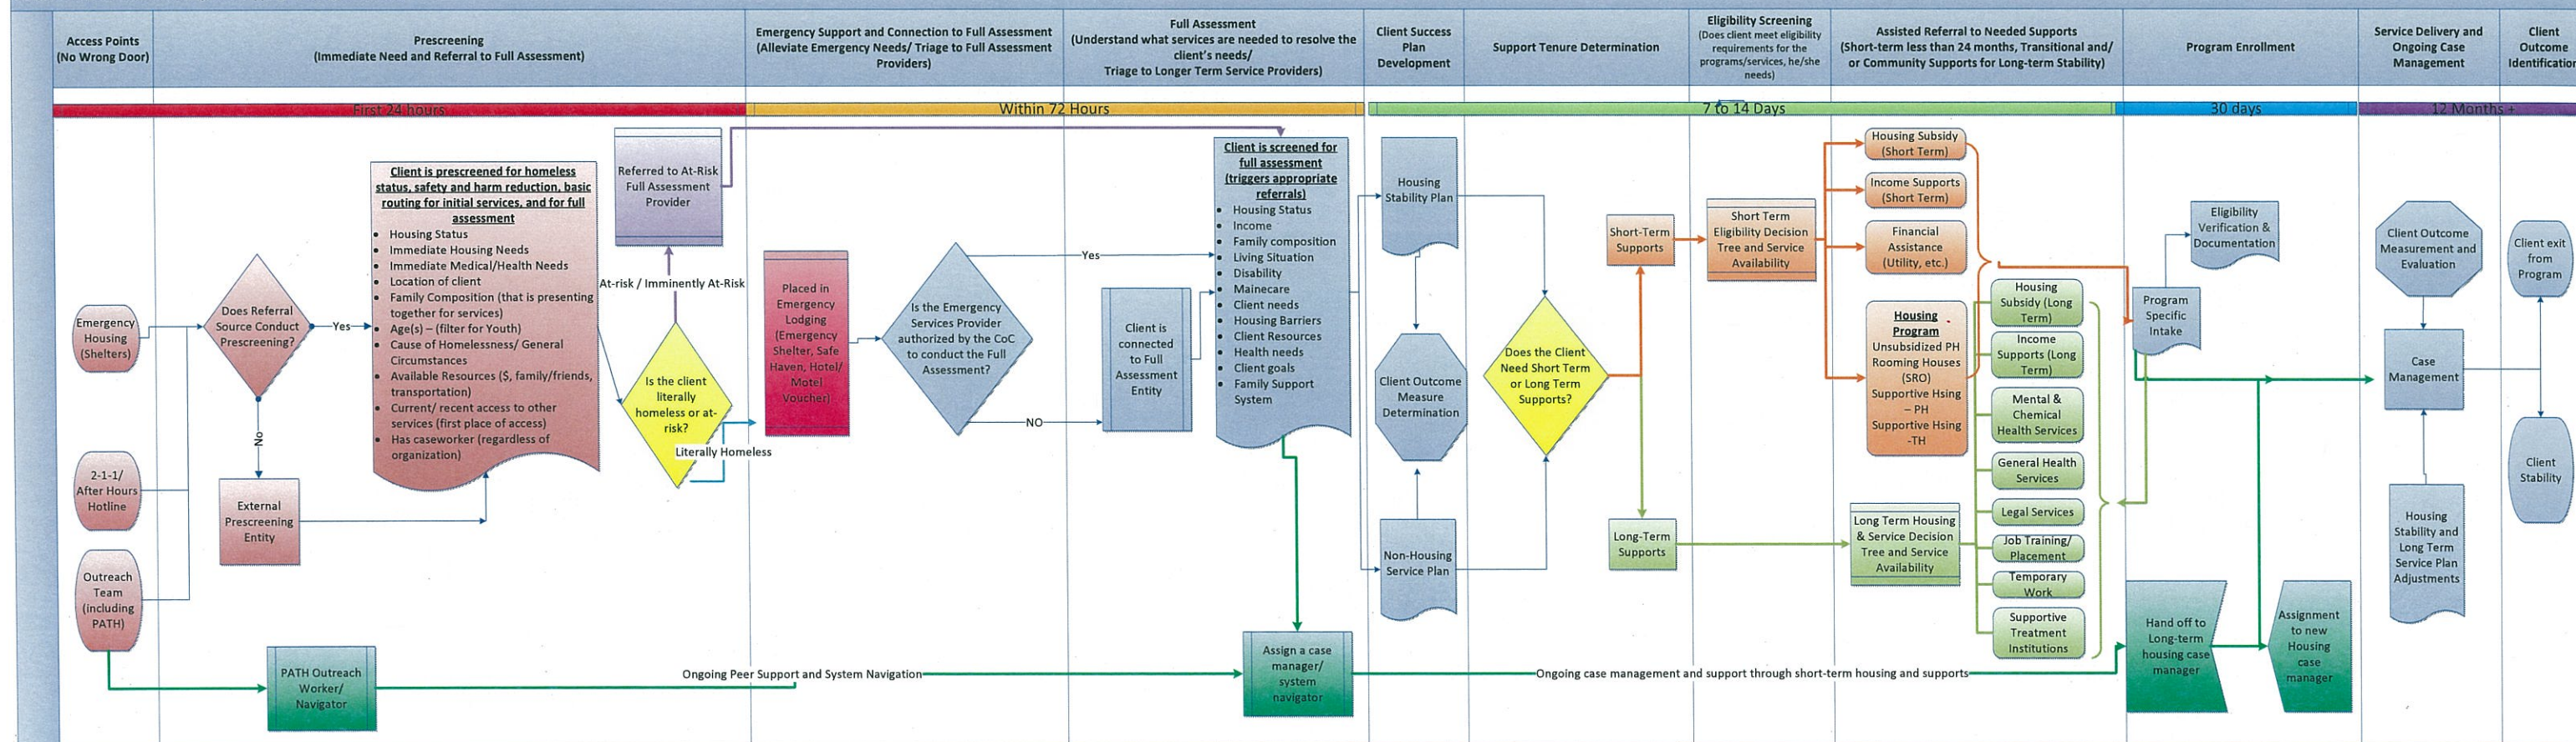 Access Points
(No Wrong Door)
Prescreening
(Immediate Need and Referral to Full Assessment)
Emergency Support and Connection to Full Assessment
(Alleviate Emergency Needs/ Triage to Full Assessment
Providers)
Full Assessment
(Understand what services are needed to resolve the
client's needs/
Triage to Longer Term Service Providers)
Client Success
Plan
Development
Support Tenure Determination
Eligibility Screening
(Does client meet eligibility
requirements for the
programs/services, he/she
needs)
Assisted Referral to Needed Supports
(Short-term less than 24 months, Transitional and/
or Community Supports for Long-term Stability)
Program Enrollment
Service Delivery and
Ongoing Case
Management
Client
Outcome
Identification
First 24 hours
Within 72 Hours
7 to 14 Days
30 days
12 Months +
Emergency
Housing
(Shelters)
2-1-1/
After Hours
Hotline
Outreach
Team
(including
PATH)
Does Referral
Source Conduct
Prescreening?
Yes
No
External
Prescreening
Entity
PATH Outreach
Worker/
Navigator
Client is prescreened for homeless
status, safety and harm reduction, basic
routing for initial services, and for full
assessment
• Housing Status
• Immediate Housing Needs
• Immediate Medical/Health Needs
• Location of client
• Family Composition (that is presenting
together for services)
• Age(s) – (filter for Youth)
• Cause of Homelessness/ General
Circumstances
• Available Resources ($, family/friends,
transportation)
• Current/ recent access to other
services (first place of access)
• Has caseworker (regardless of
organization)
Referred to At-Risk
Full Assessment
Provider
At-risk / Imminently At-Risk
Is the client
literally
homeless or at-
risk?
Literally Homeless
Placed in
Emergency
Lodging
(Emergency
Shelter, Safe
Haven, Hotel/
Motel
Voucher)
Is the Emergency
Services Provider
authorized by the CoC
to conduct the Full
Assessment?
Yes
NO
Client is
connected
to Full
Assessment
Entity
Client is screened for
full assessment
(triggers appropriate
referrals)
• Housing Status
• Income
• Family composition
• Living Situation
• Disability
• Mainecare
• Client needs
• Housing Barriers
• Client Resources
• Health needs
• Client goals
• Family Support
System
Ongoing Peer Support and System Navigation
Assign a case
manager/
system
navigator
Housing
Stability Plan
Client Outcome
Measure
Determination
Non-Housing
Service Plan
Does the Client
Need Short Term
or Long Term
Supports?
Short-Term
Supports
Long-Term
Supports
Short Term
Eligibility Decision
Tree and Service
Availability
Long Term Housing
& Service Decision
Tree and Service
Availability
Housing Subsidy
(Short Term)
Income Supports
(Short Term)
Financial
Assistance
(Utility, etc.)
Housing
Program
Unsubsidized PH
Rooming Houses
(SRO)
Supportive Hsing
– PH
Supportive Hsing
-TH
Housing
Subsidy (Long
Term)
Income
Supports (Long
Term)
Mental &
Chemical
Health Services
General Health
Services
Legal Services
Job Training/
Placement
Temporary
Work
Supportive
Treatment
Institutions
Ongoing case management and support through short-term housing and supports
Eligibility
Verification &
Documentation
Program
Specific
Intake
Hand off to
Long-term
housing case
manager
Assignment
to new
Housing
case
manager
Client Outcome
Measurement and
Evaluation
Case
Management
Housing
Stability and
Long Term
Service Plan
Adjustments
Client exit
from
Program
Client
Stability